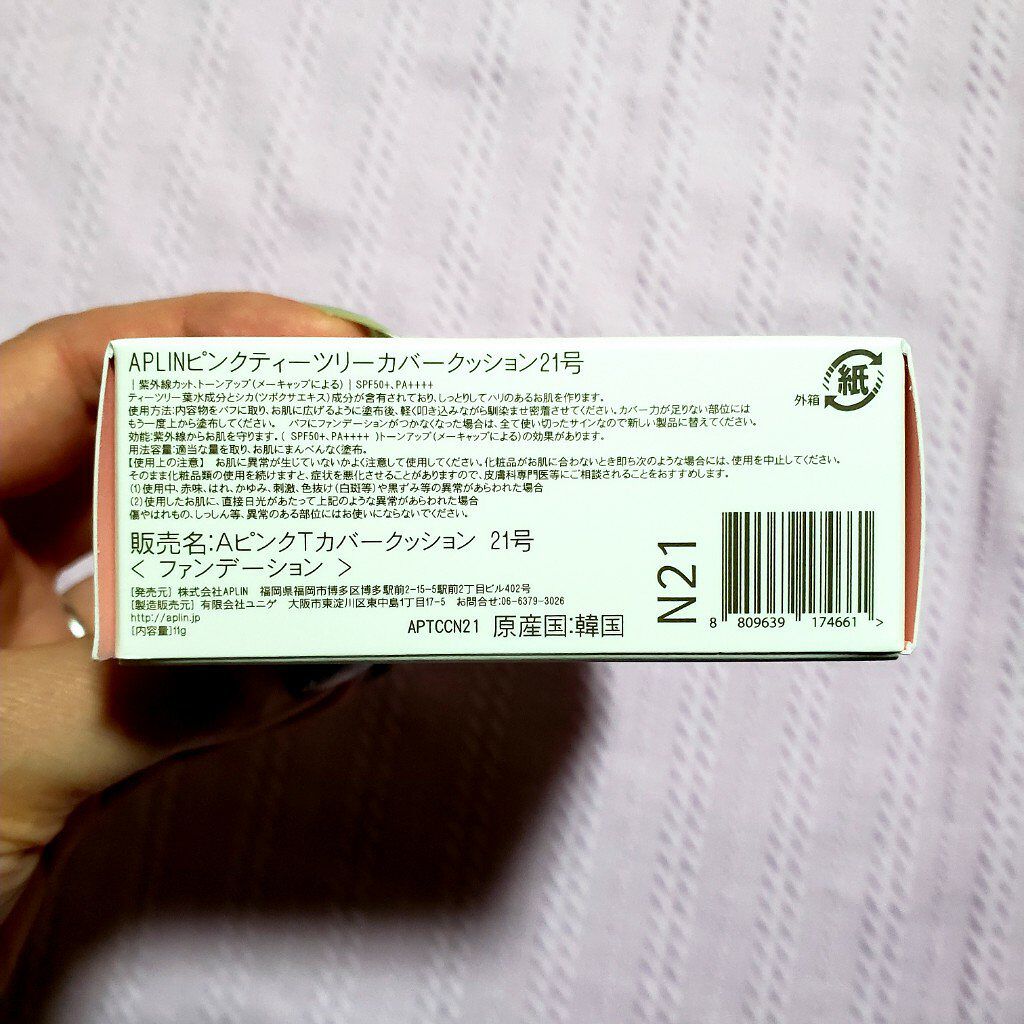 APLINピンクティーツリーカバークッション21号
| 紫外線カット、トーンアップ(メーキャップによる) | SPF50+、PA++++
ティーツリー葉水成分とシカ(ツボクサエキス)成分が含有されており、しっとりしてハリのあるお肌を作ります。
使用方法:内容物をパフに取り、お肌に広げるように塗布後、軽く叩き込みながら馴染ませ密着させてください。カバー力が足りない部位には
もう一度上から塗布してください。 パフにファンデーションがつかなくなった場合は、全て使い切ったサインなので新しい製品に替えてください。
効能:紫外線からお肌を守ります。( SPF50+、PA++++ )トーンアップ(メーキャップによる)の効果があります。
用法容量:適当な量を取り、お肌にまんべんなく塗布。
【使用上の注意】 お肌に異常が生じていないかよく注意して使用してください。化粧品がお肌に合わないとき即ち次のような場合には、使用を中止してください。
そのまま化粧品類の使用を続けますと、症状を悪化させることがありますので、皮膚科専門医等にご相談されることをおすすめします。
(1)使用中、赤味、はれ、かゆみ、刺激、色抜け(白斑等)や黒ずみ等の異常があらわれた場合
(2)使用したお肌に、直接日光があたって上記のような異常があらわれた場合
傷やはれもの、しっしん等、異常のある部位にはお使いにならないでください。
販売名:AピンクTカバークッション 21号
< ファンデーション >
[発売元] 株式会社APLIN 福岡県福岡市博多区博多駅前2-15-5駅前2丁目ビル402号
[製造販売元] 有限会社ユニゲ 大阪市東淀川区東中島1丁目17-5 お問合せ:06-6379-3026
http://aplin.jp
[内容量]11g
APTCCN21 原産国:韓国
外箱 紙
N21
8 809639 174661 >